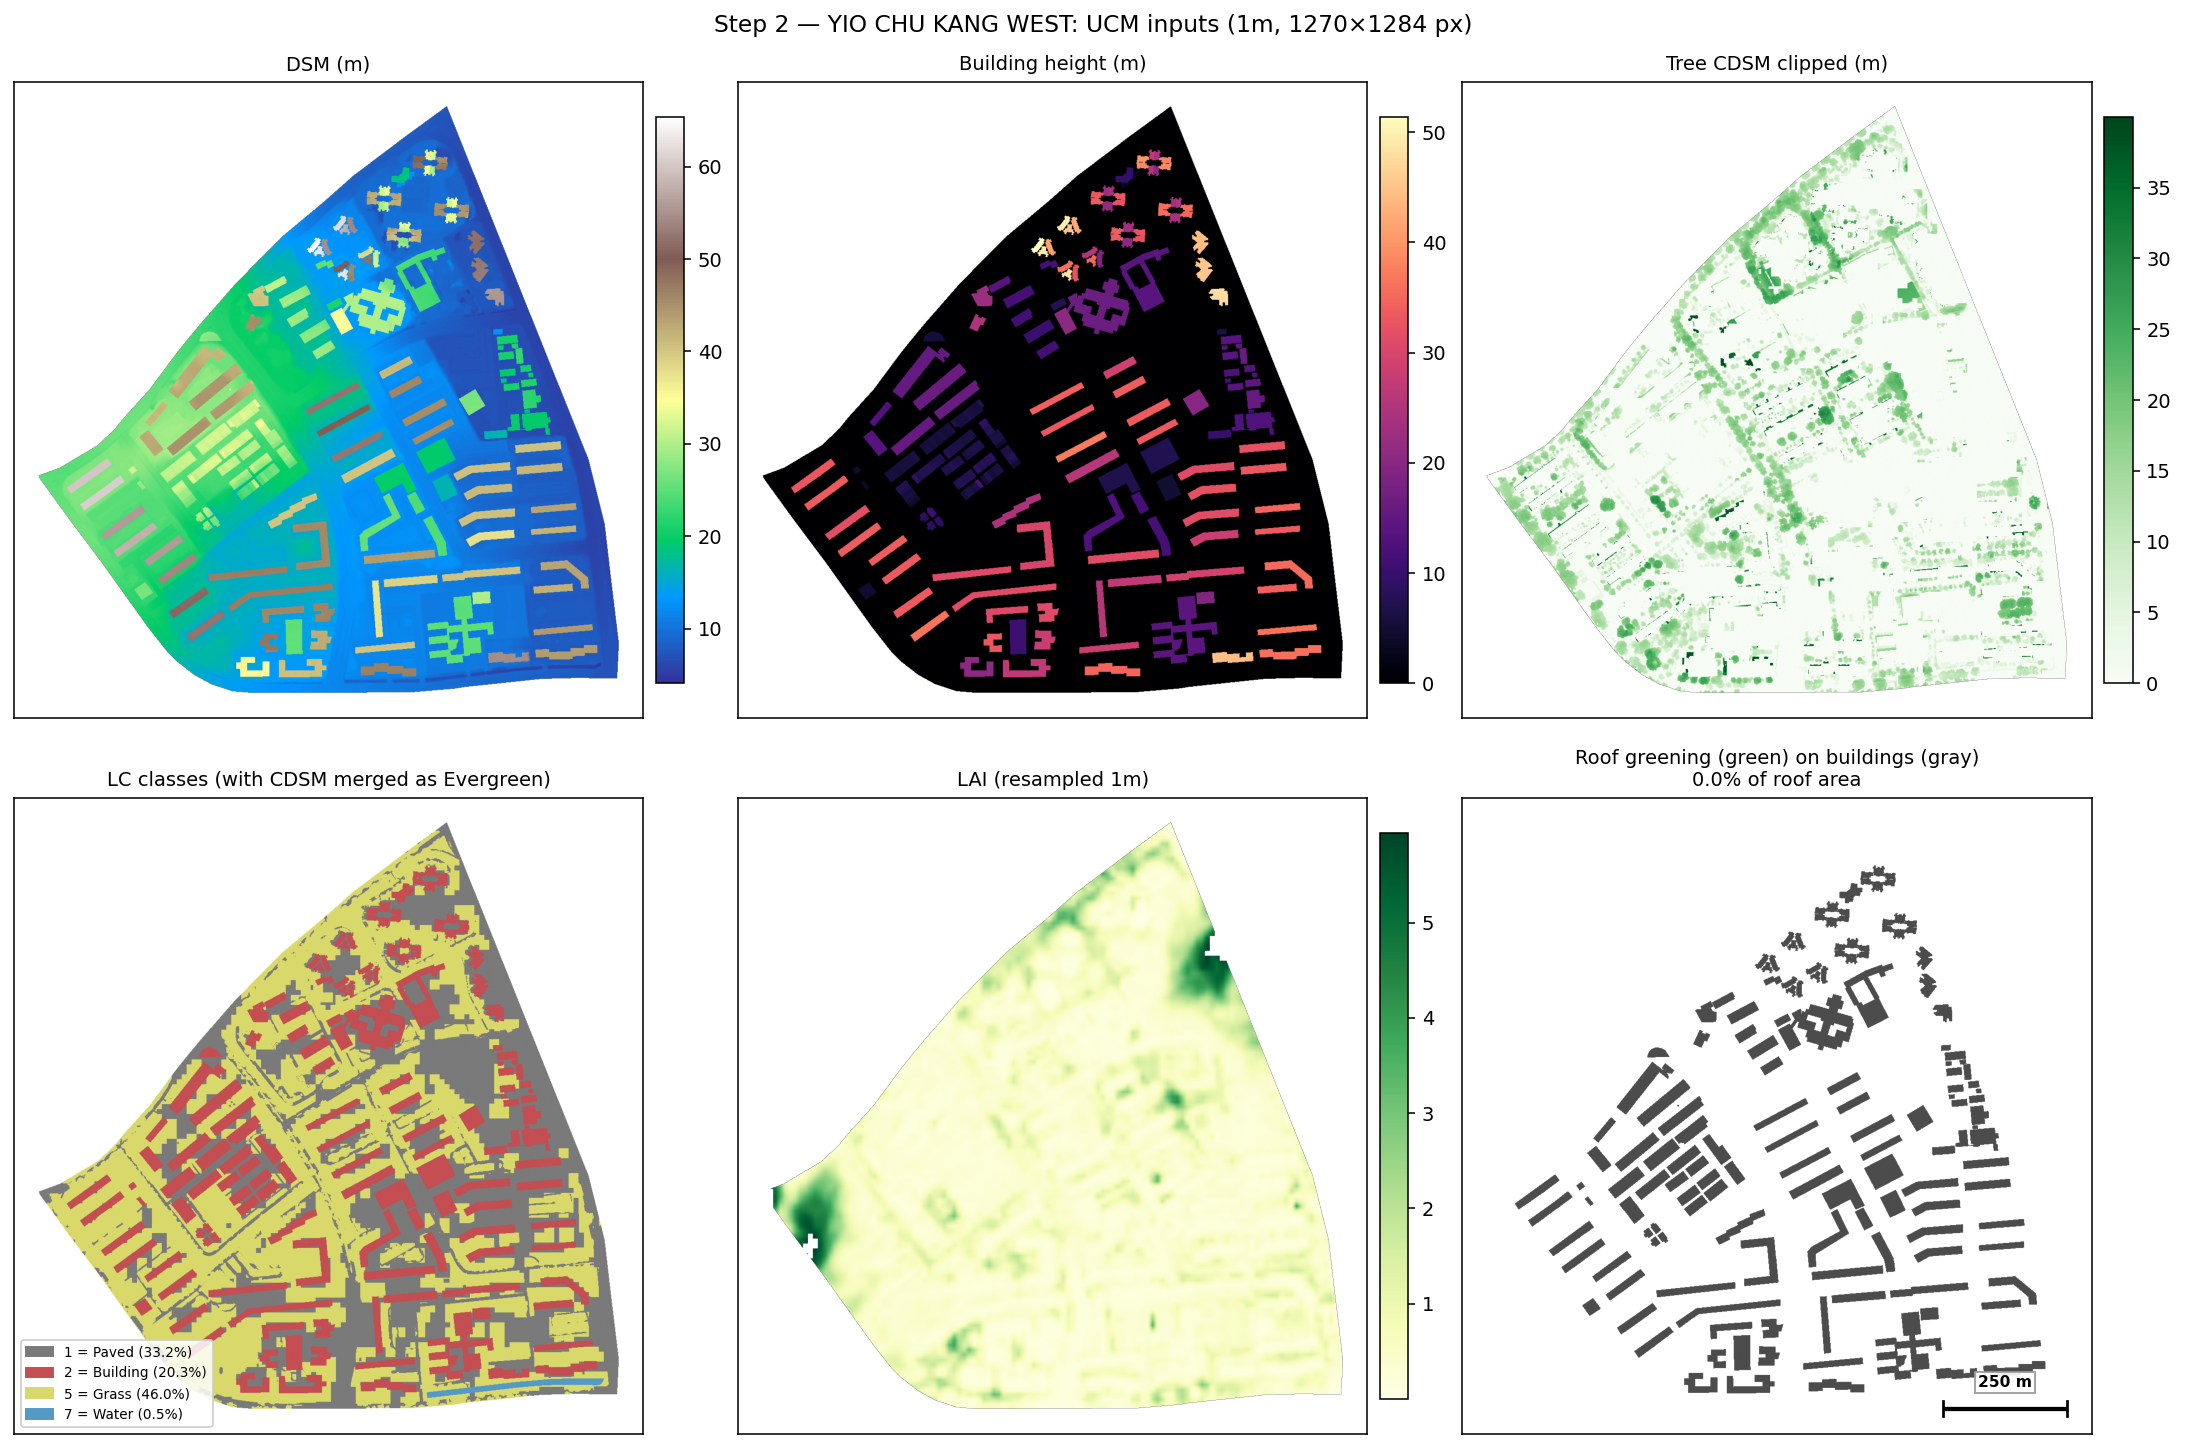 Step 2 — YIO CHU KANG WEST: UCM inputs (1m, 1270×1284 px)
DSM (m)
60
50
40
30
20
10
Building height (m)
50
40
30
20
10
0
Tree CDSM clipped (m)
35
30
25
20
15
10
5
0
LC classes (with CDSM merged as Evergreen)
1 = Paved (33.2%)
2 = Building (20.3%)
5 = Grass (46.0%)
7 = Water (0.5%)
LAI (resampled 1m)
5
4
3
2
1
Roof greening (green) on buildings (gray)
0.0% of roof area
250 m